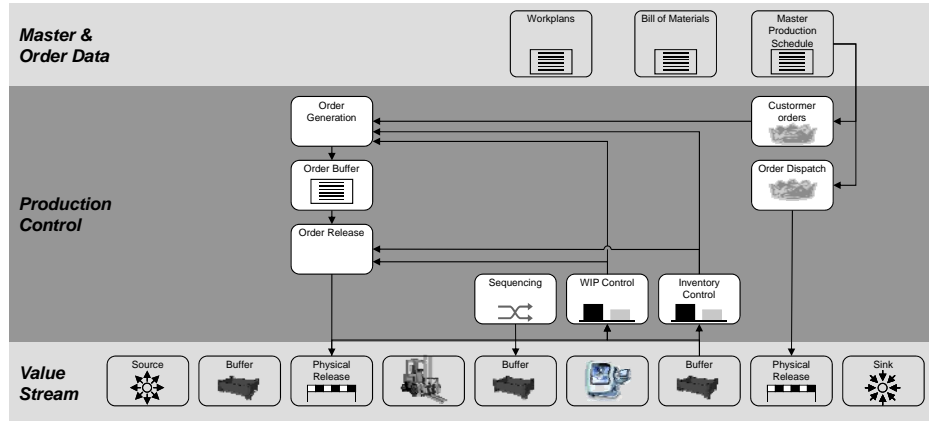 Master &
Order Data
Workplans
Bill of Materials
Master
Production
Schedule
Production
Control
Order
Generation
Custormer
orders
Order Buffer
Order Dispatch
Order Release
Sequencing
WIP Control
Inventory
Control
Value
Stream
Source
Buffer
Physical
Release
Buffer
Buffer
Physical
Release
Sink